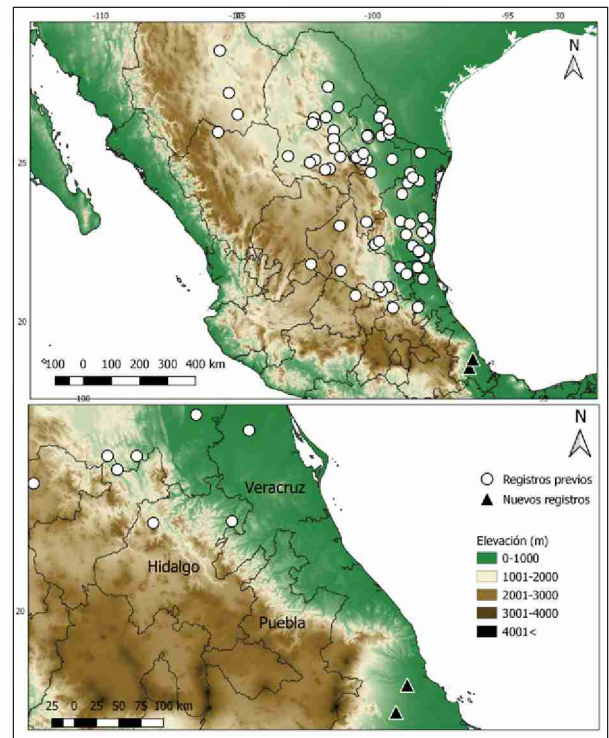 -110
-105
-100
-95
30
N
25
20
100 0 100 200 300 400 km
100
95
N
Registros previos
Nuevos registros
Veracruz
Elevación (m)
0-1000
1001-2000
2001-3000
3001-4000
4001<
Hidalgo
Puebla
20
25 0 25 50 75 100 km